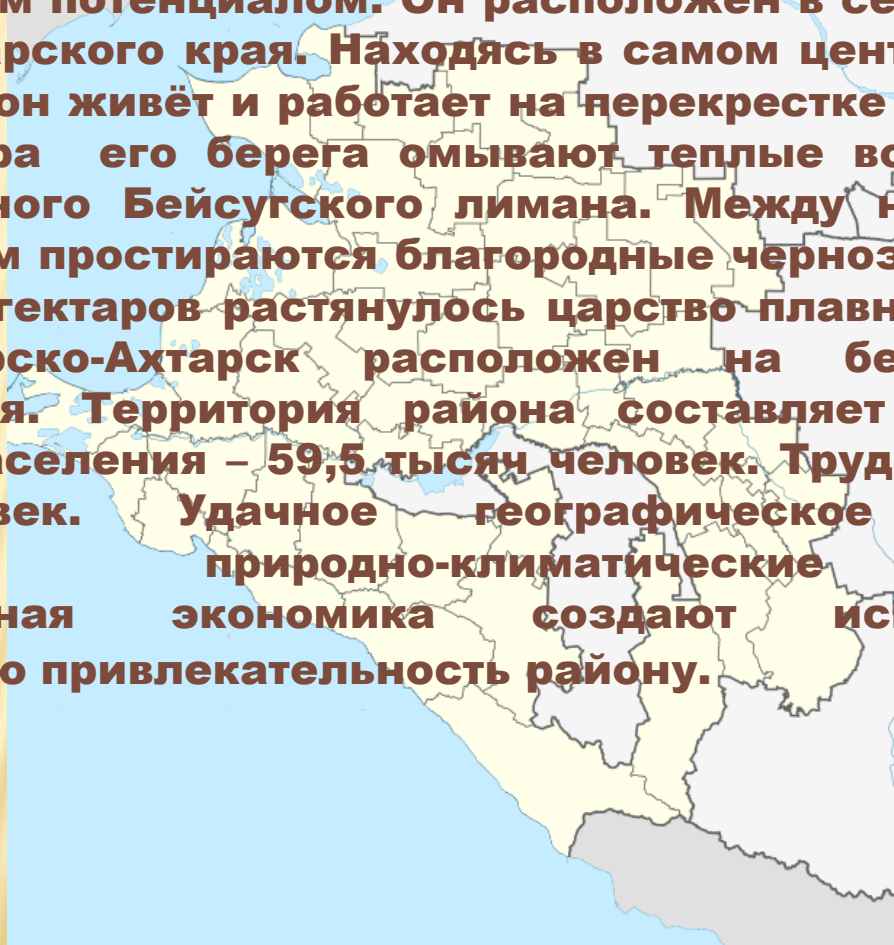 м потенциалом. Он расположен в се
арского края. Находясь в самом цент
он живёт и работает на перекрестке
ра его берега омывают теплые во
ного Бейсугского лимана. Между н
м простираются благородные черноз
гектаров растянулось царство плавн
рско-Ахтарск расположен на бе
я. Территория района составляет
аселения – 59,5 тысяч человек. Труд
век. Удачное географическое
природно-климатические
ная экономика создают ис
о привлекательность району.